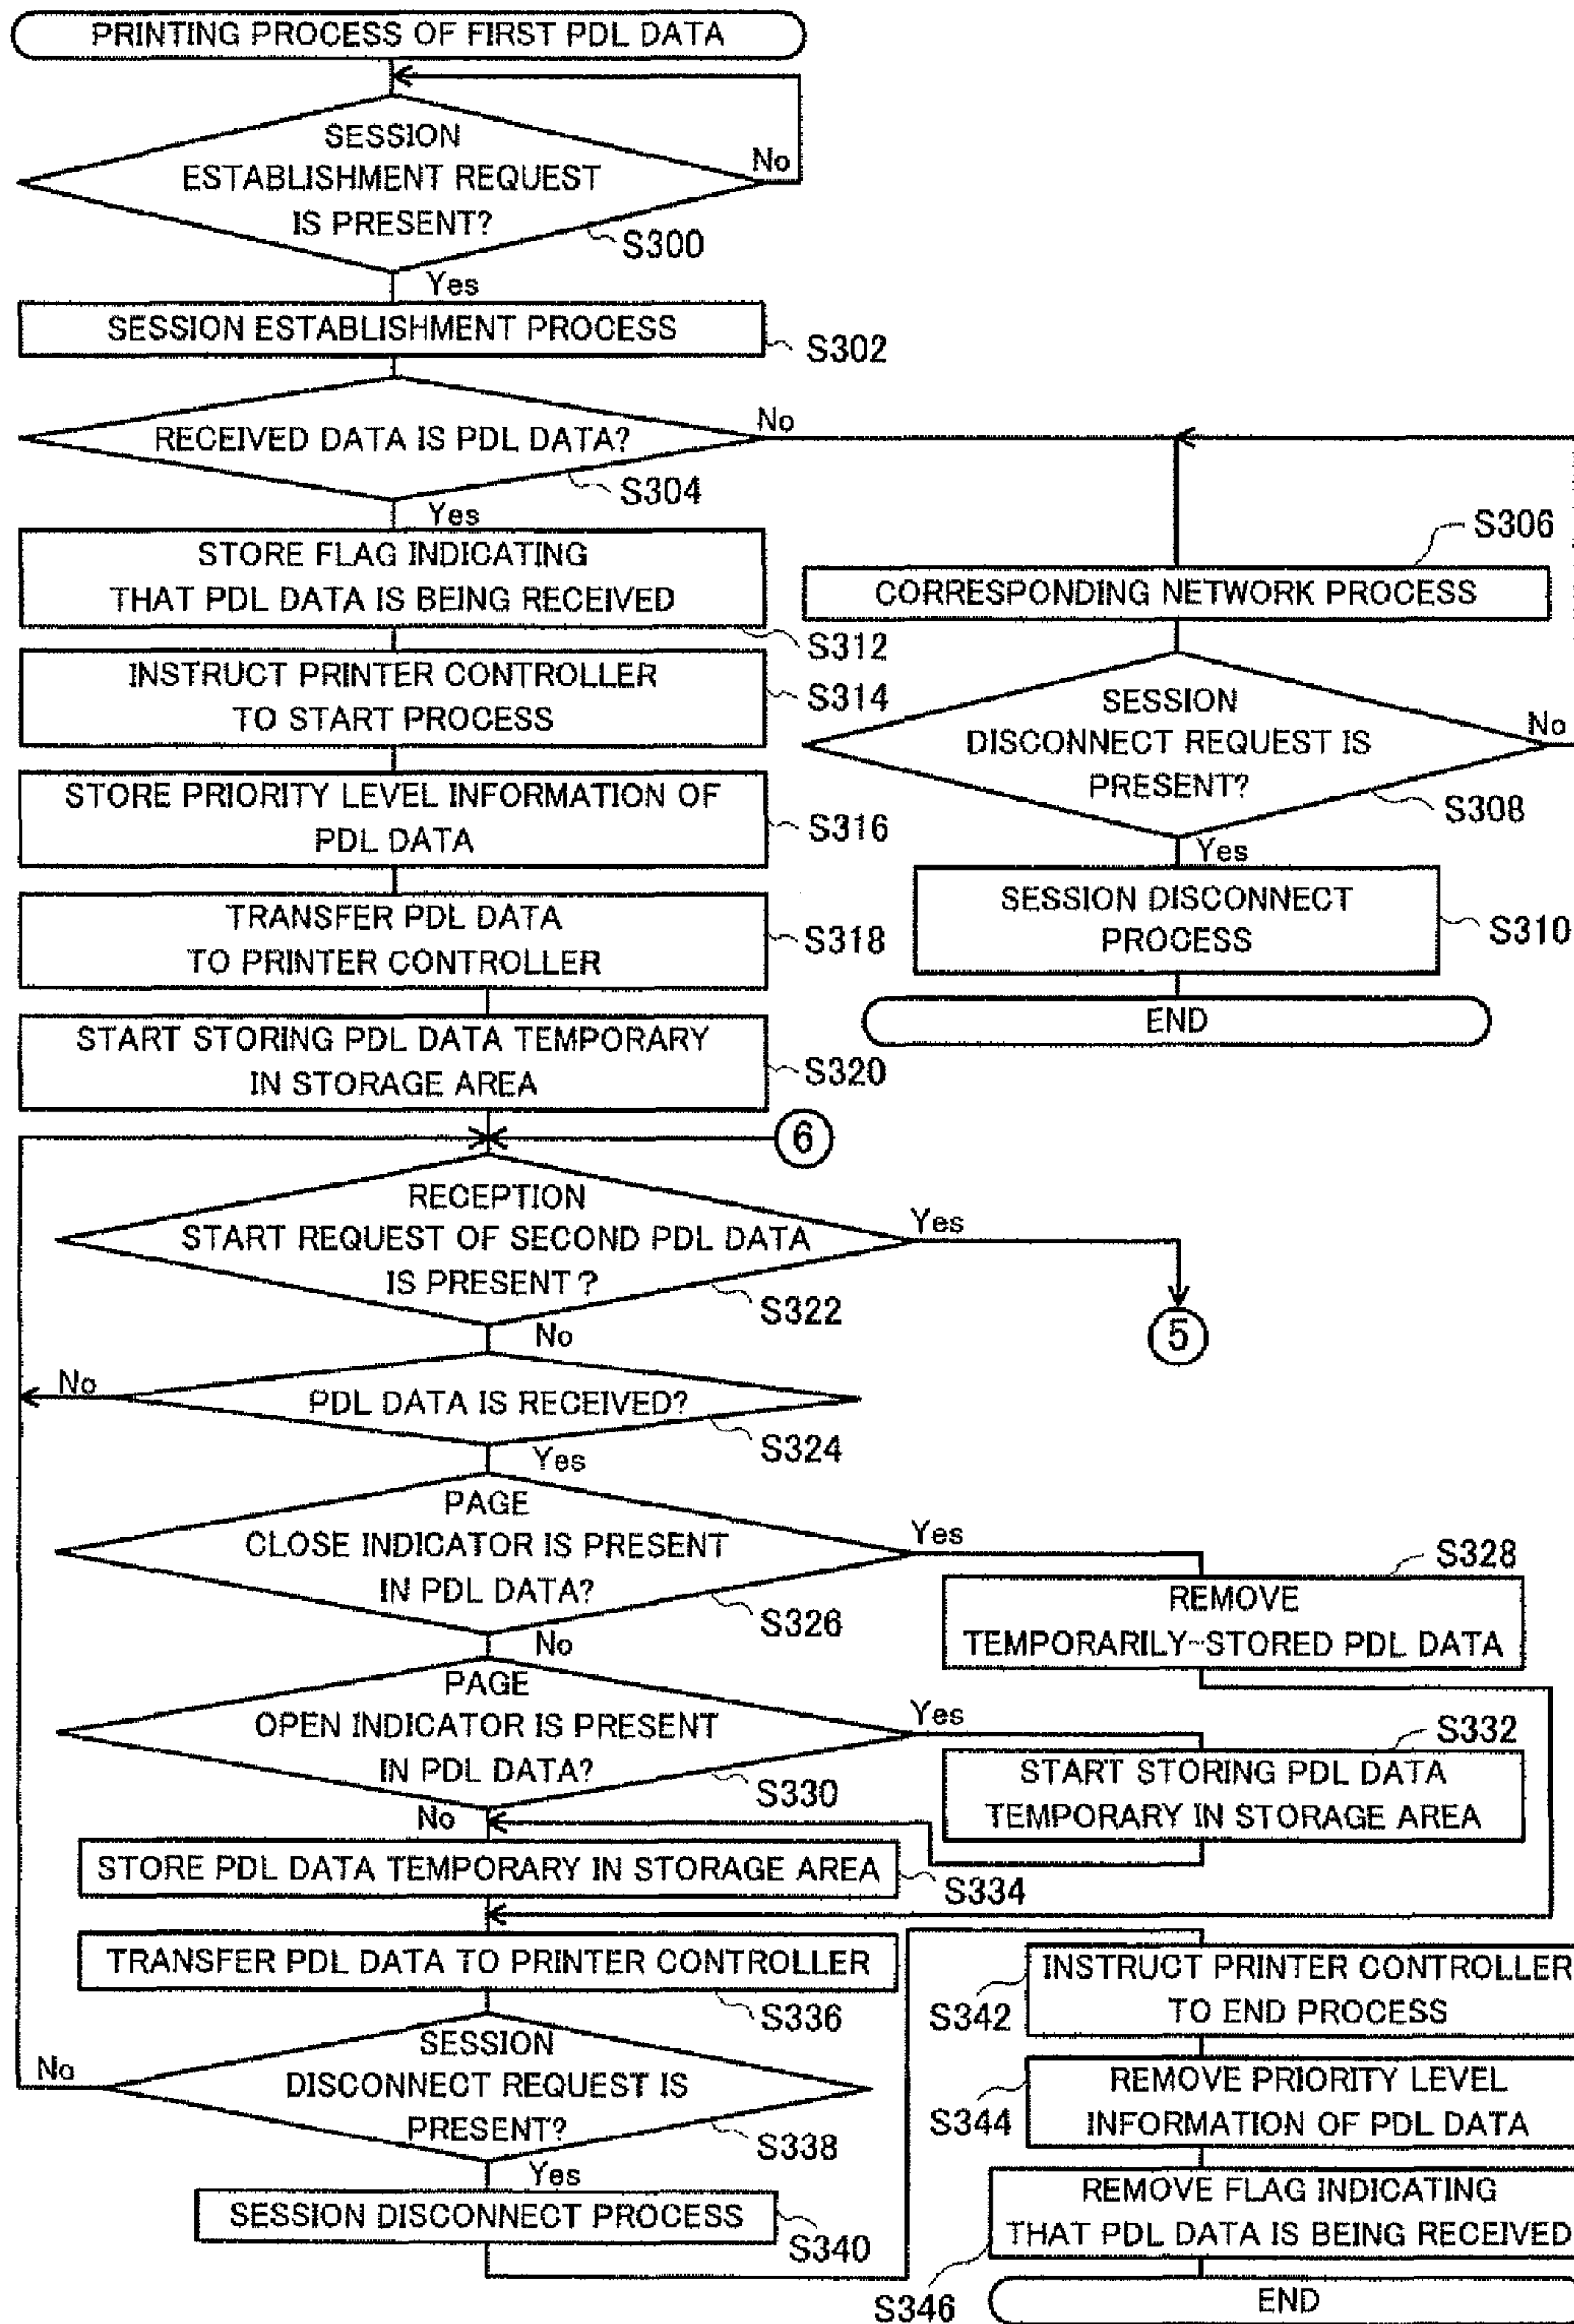 PRINTING PROCESS OF FIRST PDL DATA
SESSION
ESTABLISHMENT REQUEST
IS PRESENT?
No
S300
Yes
SESSION ESTABLISHMENT PROCESS
S302
RECEIVED DATA IS PDL DATA?
No
S304
Yes
STORE FLAG INDICATING
THAT PDL DATA IS BEING RECEIVED
S312
INSTRUCT PRINTER CONTROLLER
TO START PROCESS
S314
STORE PRIORITY LEVEL INFORMATION OF
PDL DATA
S316
TRANSFER PDL DATA
TO PRINTER CONTROLLER
S318
START STORING PDL DATA TEMPORARY
IN STORAGE AREA
S320
S306
CORRESPONDING NETWORK PROCESS
SESSION
DISCONNECT REQUEST IS
PRESENT?
No
S308
Yes
SESSION DISCONNECT
PROCESS
S310
END
6
RECEPTION
START REQUEST OF SECOND PDL DATA
IS PRESENT?
Yes
S322
5
No
PDL DATA IS RECEIVED?
No
S324
Yes
PAGE
CLOSE INDICATOR IS PRESENT
IN PDL DATA?
Yes
S326
S328
REMOVE
TEMPORARILY-STORED PDL DATA
No
PAGE
OPEN INDICATOR IS PRESENT
IN PDL DATA?
Yes
S330
S332
START STORING PDL DATA
TEMPORARY IN STORAGE AREA
No
STORE PDL DATA TEMPORARY IN STORAGE AREA
S334
TRANSFER PDL DATA TO PRINTER CONTROLLER
S336
SESSION
DISCONNECT REQUEST IS
PRESENT?
No
S338
Yes
SESSION DISCONNECT PROCESS
S340
INSTRUCT PRINTER CONTROLLER
TO END PROCESS
S342
REMOVE PRIORITY LEVEL
INFORMATION OF PDL DATA
S344
REMOVE FLAG INDICATING
THAT PDL DATA IS BEING RECEIVED
S346
END